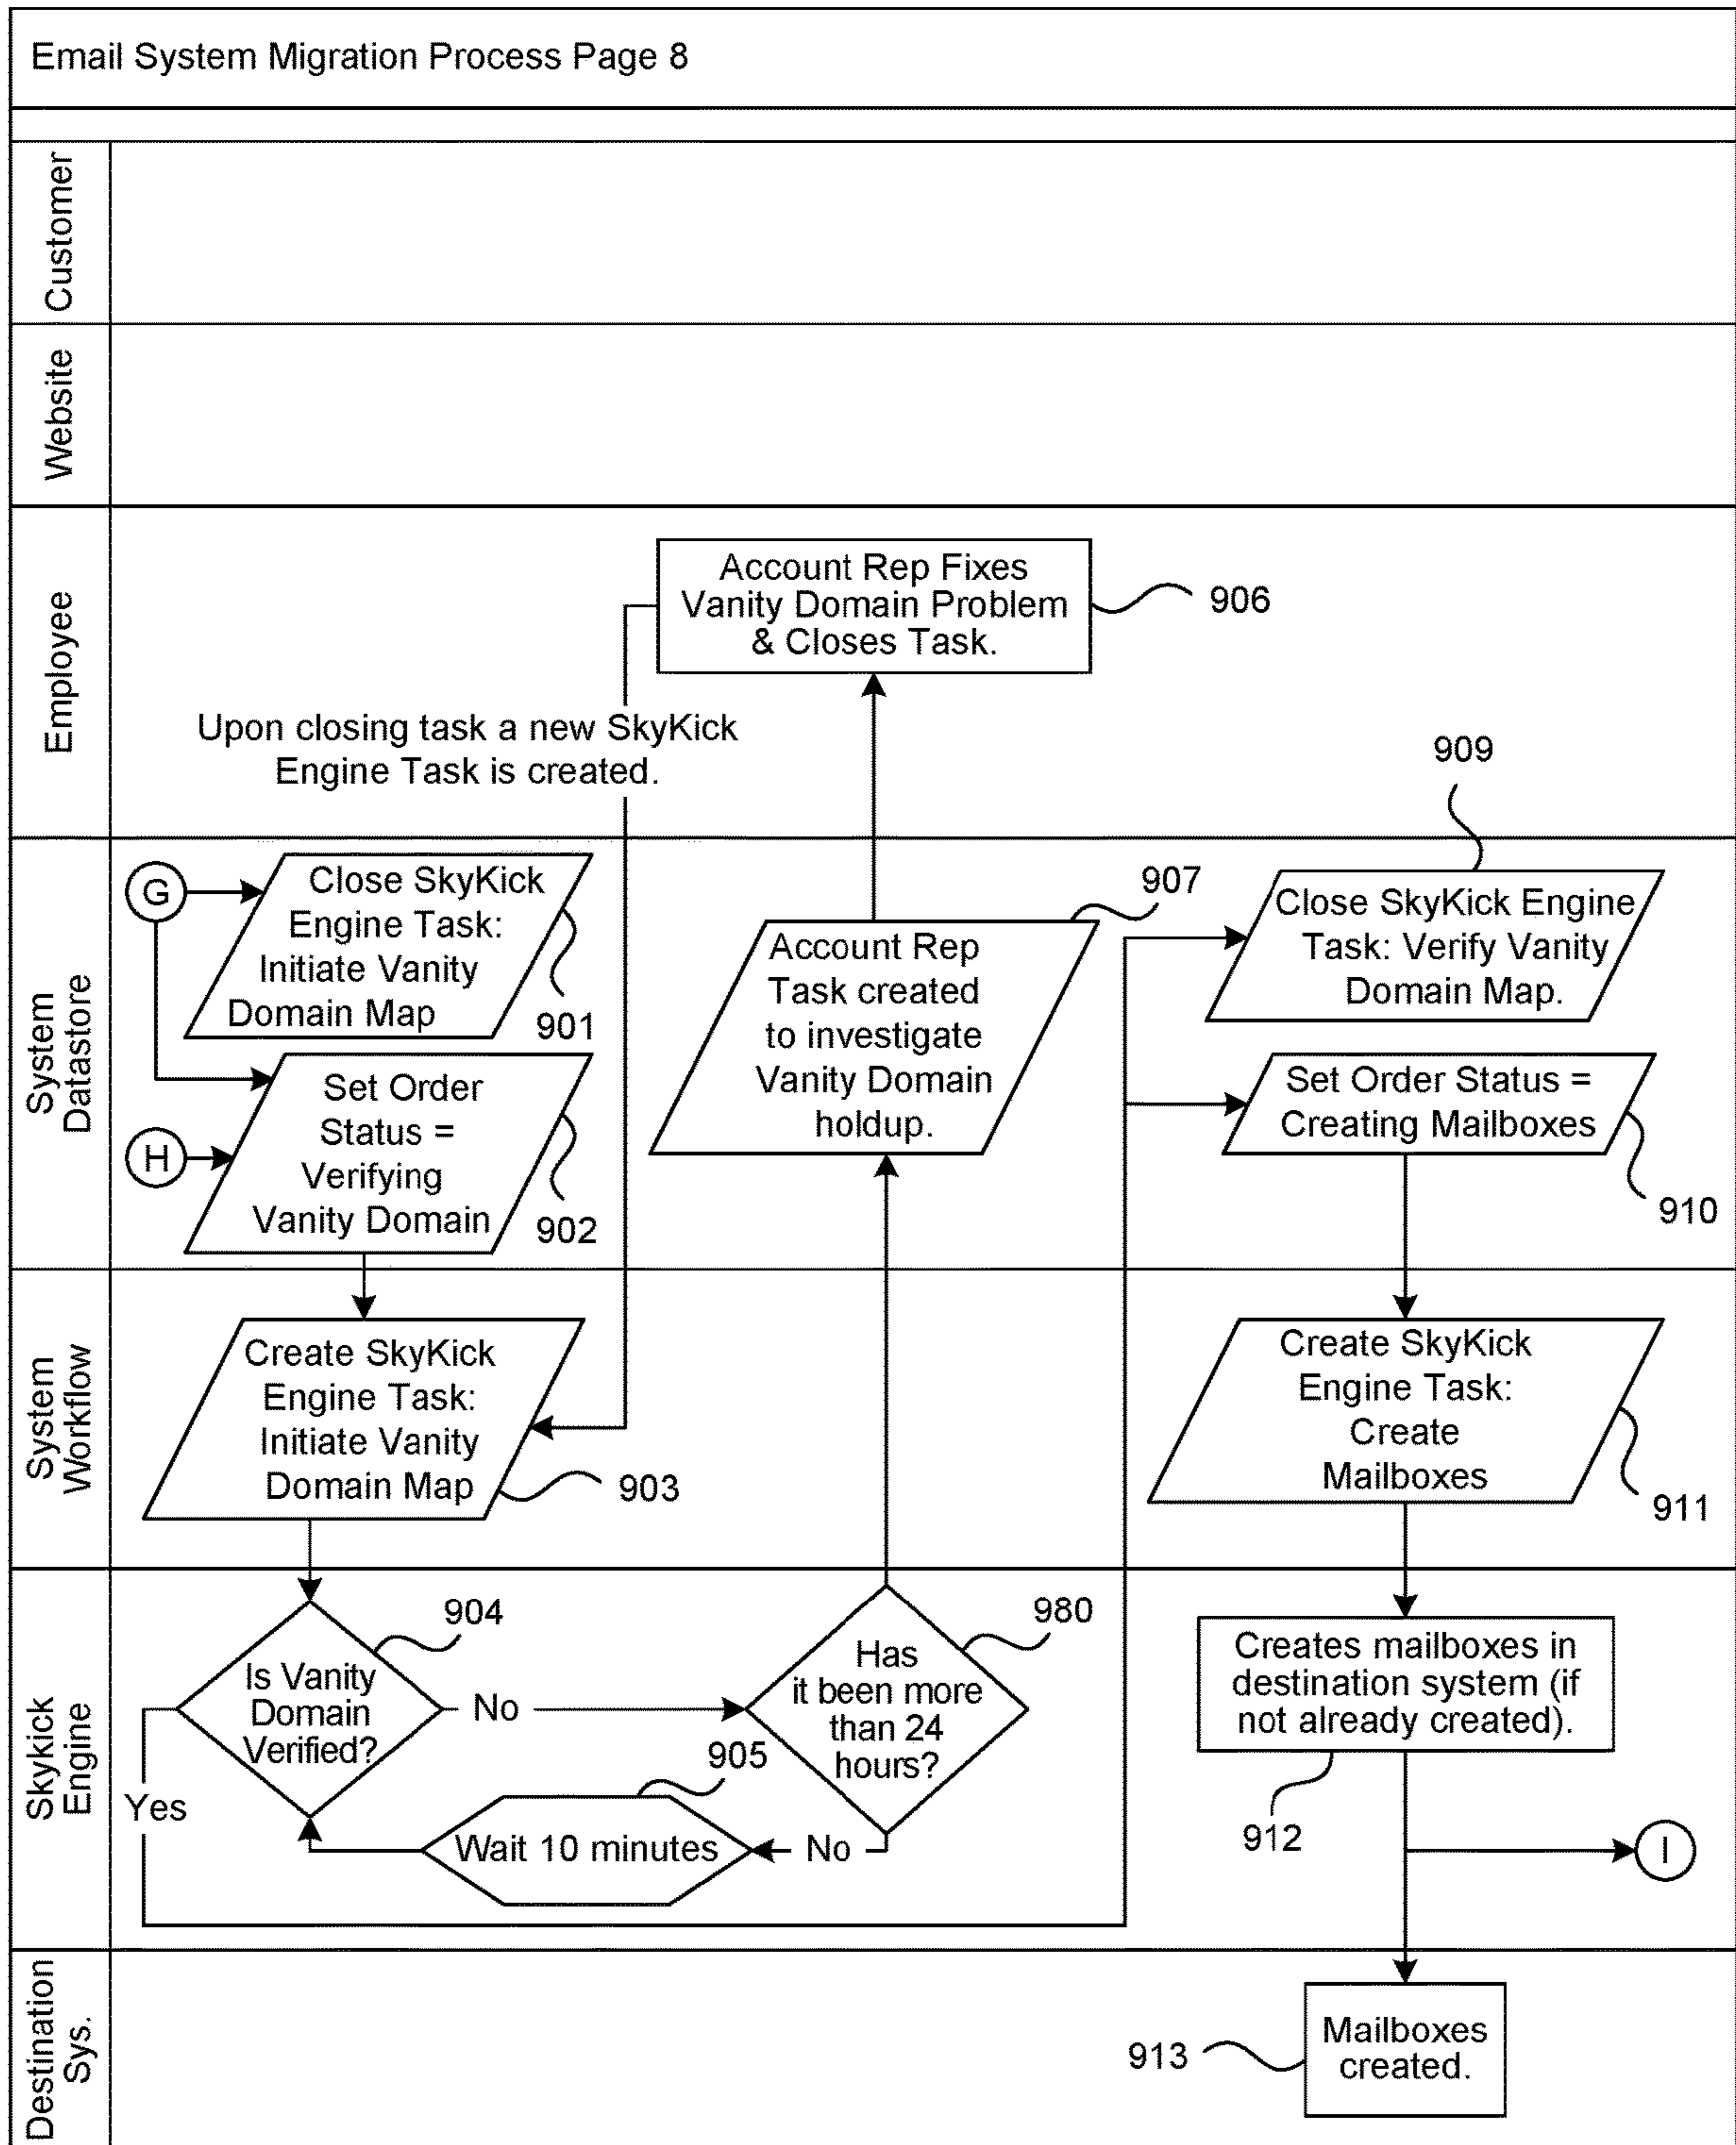 Email System Migration Process Page 8
Customer
Website
Employee
Account Rep Fixes
Vanity Domain Problem
& Closes Task.
906
Upon closing task a new SkyKick
Engine Task is created.
909
System
Datastore
G
Close SkyKick
Engine Task:
Initiate Vanity
Domain Map
901
H
Set Order
Status =
Verifying
Vanity Domain
902
907
Account Rep
Task created
to investigate
Vanity Domain
holdup.
Close SkyKick Engine
Task: Verify Vanity
Domain Map.
Set Order Status =
Creating Mailboxes
910
System
Workflow
Create SkyKick
Engine Task:
Initiate Vanity
Domain Map
903
Create SkyKick
Engine Task:
Create
Mailboxes
911
Skykick
Engine
904
Is Vanity
Domain
Verified?
No
Yes
980
Has
it been more
than 24
hours?
905
Wait 10 minutes
No
Creates mailboxes in
destination system (if
not already created).
912
I
Destination
Sys.
913
Mailboxes
created.